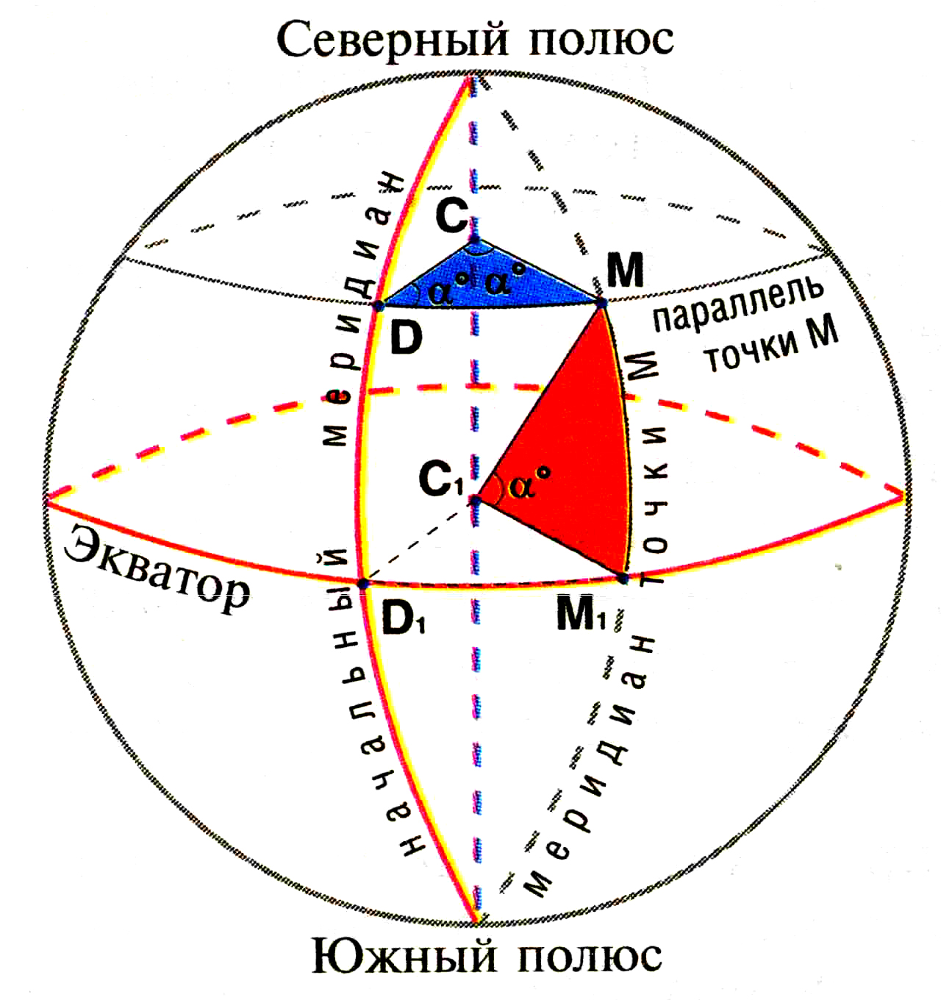 Северный полюс
C
M
α° α°
D
параллель
точки М
начальный меридиан
C1
α°
Экватор
D1
M1
меридиан точки М
Южный полюс